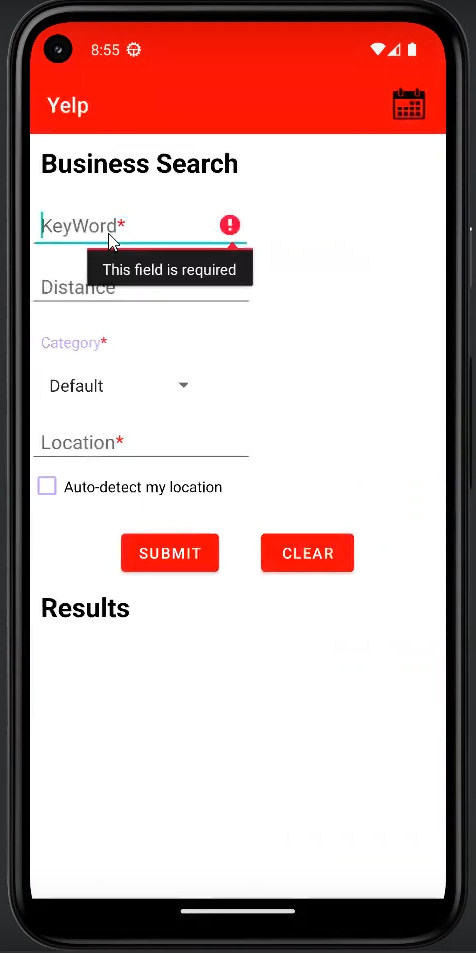 8:55
Yelp
Business Search
KeyWord*
This field is required
Distance
Category*
Default
Location*
Auto-detect my location
SUBMIT CLEAR
Results